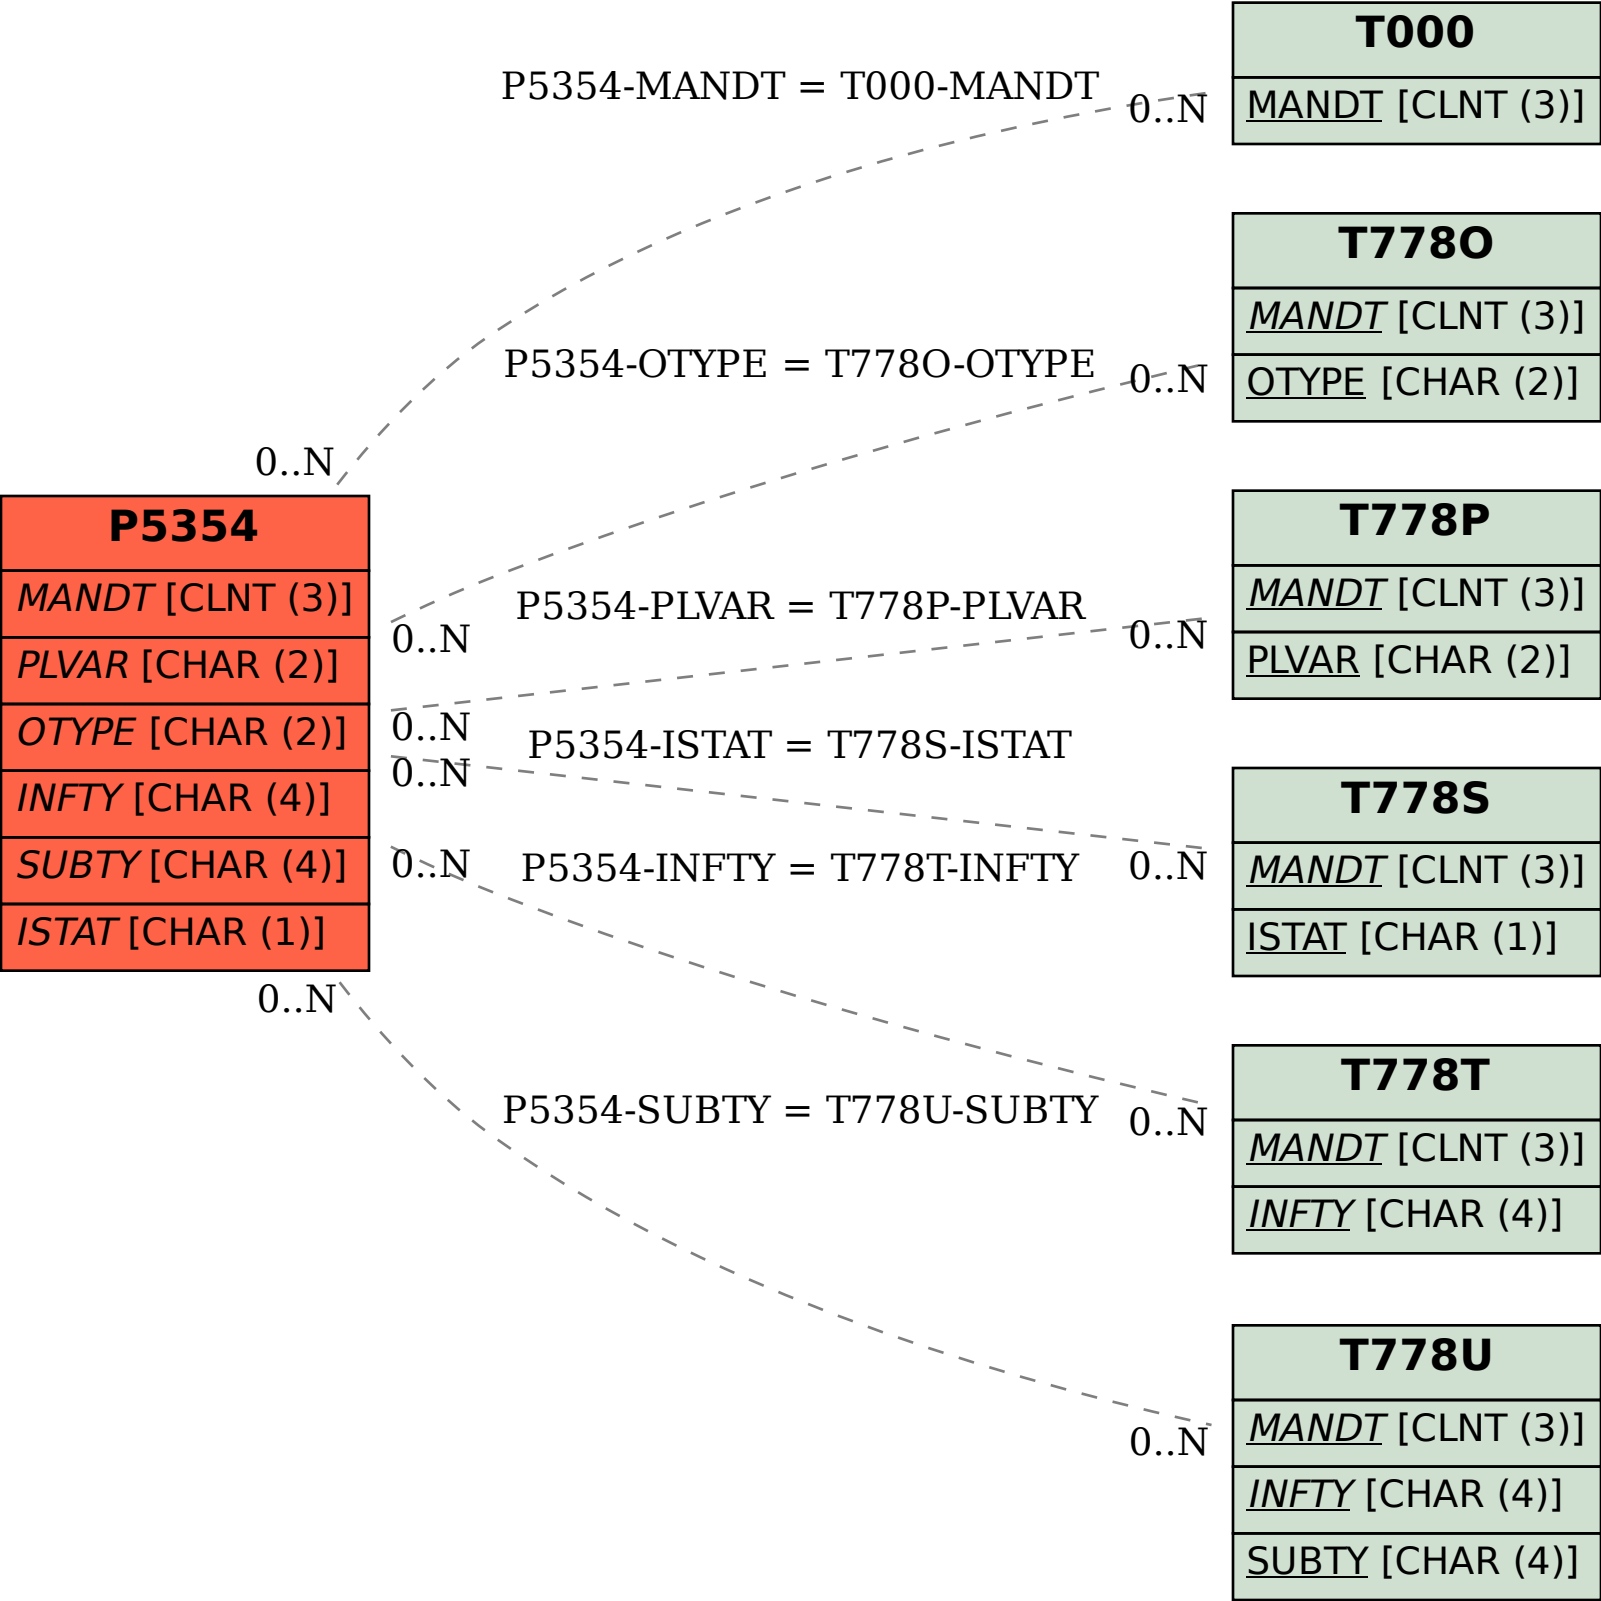 T000
MANDT [CLNT (3)]
P5354-MANDT = T000-MANDT
0..N
0..N
T778O
MANDT [CLNT (3)]
OTYPE [CHAR (2)]
P5354-OTYPE = T778O-OTYPE
0..N
0..N
P5354
MANDT [CLNT (3)]
PLVAR [CHAR (2)]
OTYPE [CHAR (2)]
INFTY [CHAR (4)]
SUBTY [CHAR (4)]
ISTAT [CHAR (1)]
T778P
MANDT [CLNT (3)]
PLVAR [CHAR (2)]
P5354-PLVAR = T778P-PLVAR
0..N
0..N
P5354-ISTAT = T778S-ISTAT
0..N
0..N
T778S
MANDT [CLNT (3)]
ISTAT [CHAR (1)]
P5354-INFTY = T778T-INFTY
0..N
0..N
T778T
MANDT [CLNT (3)]
INFTY [CHAR (4)]
P5354-SUBTY = T778U-SUBTY
0..N
0..N
T778U
MANDT [CLNT (3)]
INFTY [CHAR (4)]
SUBTY [CHAR (4)]